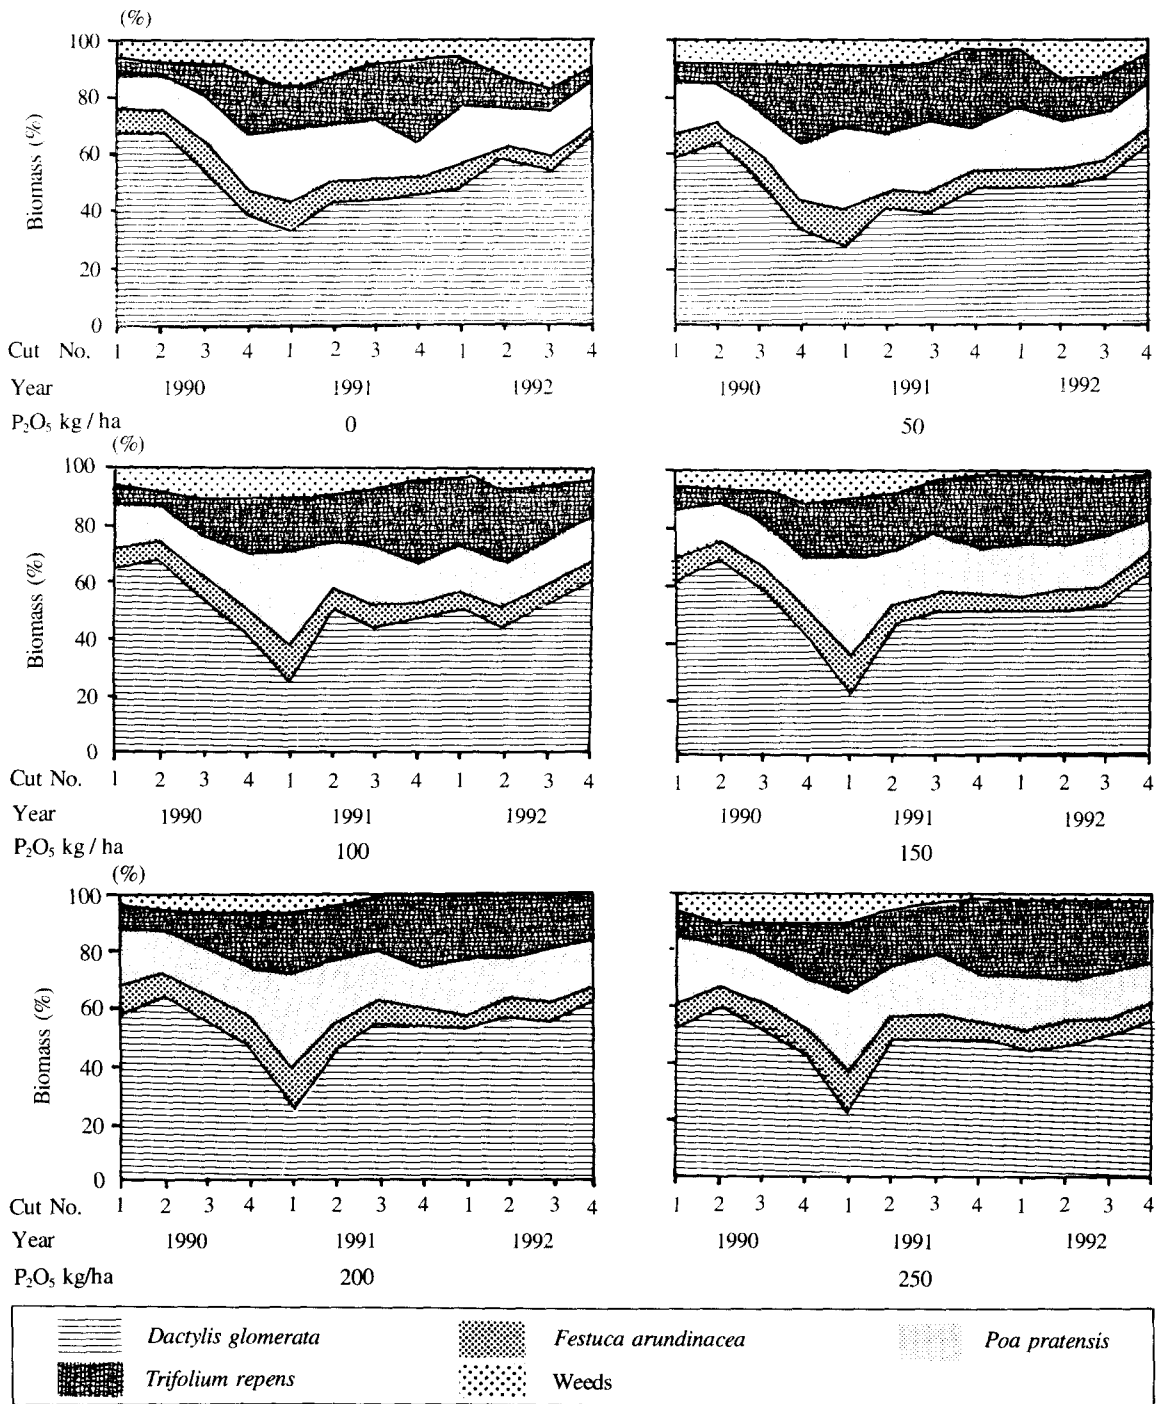 (%)
100
80
60
40
20
0
Biomass (%)
Cut No. 1 2 3 4 1 2 3 4 1 2 3 4 1 2 3 4 1 2 3 4 1 2 3 4
Year 1990 1991 1992 1990 1991 1992
P₂O₅ kg / ha 0 50
(%)
100
80
60
40
20
0
Biomass (%)
Cut No. 1 2 3 4 1 2 3 4 1 2 3 4 1 2 3 4 1 2 3 4 1 2 3 4
Year 1990 1991 1992 1990 1991 1992
P₂O₅ kg / ha 100 150
(%)
100
80
60
40
20
0
Biomass (%)
Cut No. 1 2 3 4 1 2 3 4 1 2 3 4 1 2 3 4 1 2 3 4 1 2 3 4
Year 1990 1991 1992 1990 1991 1992
P₂O₅ kg/ha 200 250
Dactylis glomerata Festuca arundinacea Poa pratensis
Trifolium repens Weeds